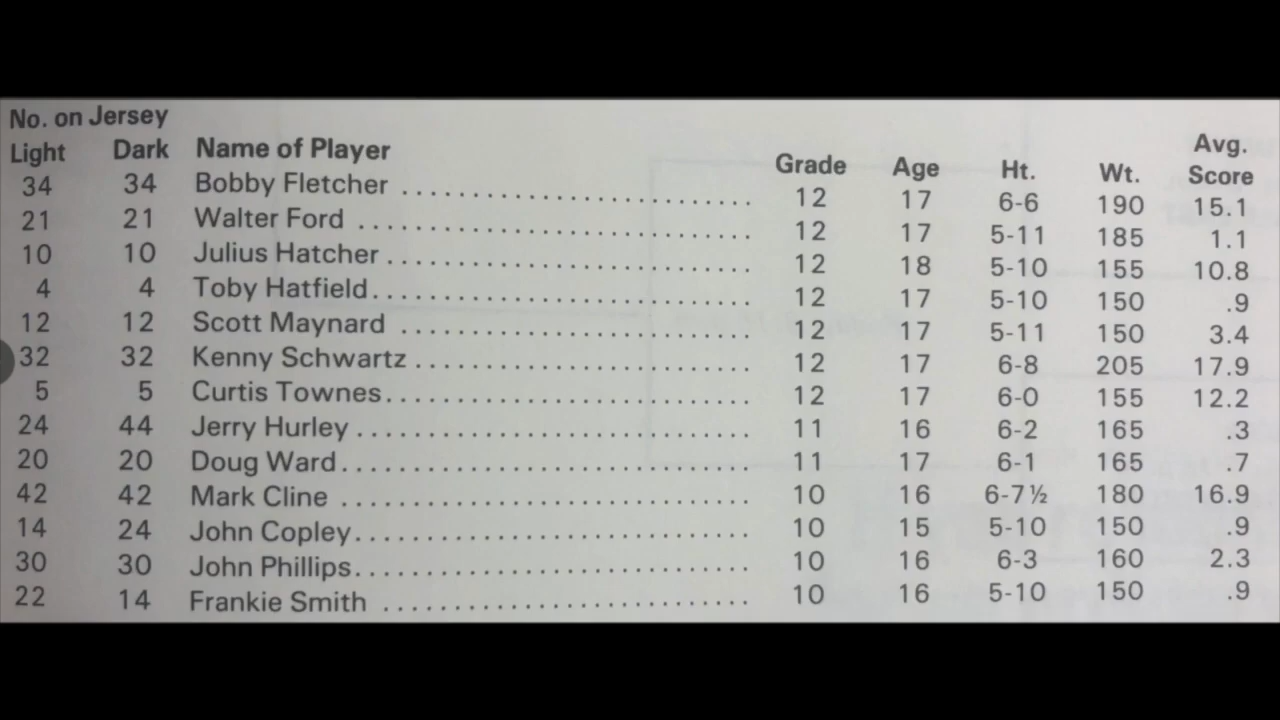 No. on Jersey
Light Dark Name of Player Grade Age Ht. Wt. Avg. Score
34 34 Bobby Fletcher .............................. 12 17 6-6 190 15.1
21 21 Walter Ford .............................. 12 17 5-11 185 1.1
10 10 Julius Hatcher .............................. 12 18 5-10 155 10.8
4 4 Toby Hatfield .............................. 12 17 5-10 150 .9
12 12 Scott Maynard .............................. 12 17 5-11 150 3.4
32 32 Kenny Schwartz .............................. 12 17 6-8 205 17.9
5 5 Curtis Townes .............................. 12 17 6-0 155 12.2
24 44 Jerry Hurley .............................. 11 16 6-2 165 .3
20 20 Doug Ward .............................. 11 17 6-1 165 .7
42 42 Mark Cline .............................. 10 16 6-7½ 180 16.9
14 24 John Copley .............................. 10 15 5-10 150 .9
30 30 John Phillips .............................. 10 16 6-3 160 2.3
22 14 Frankie Smith .............................. 10 16 5-10 150 .9